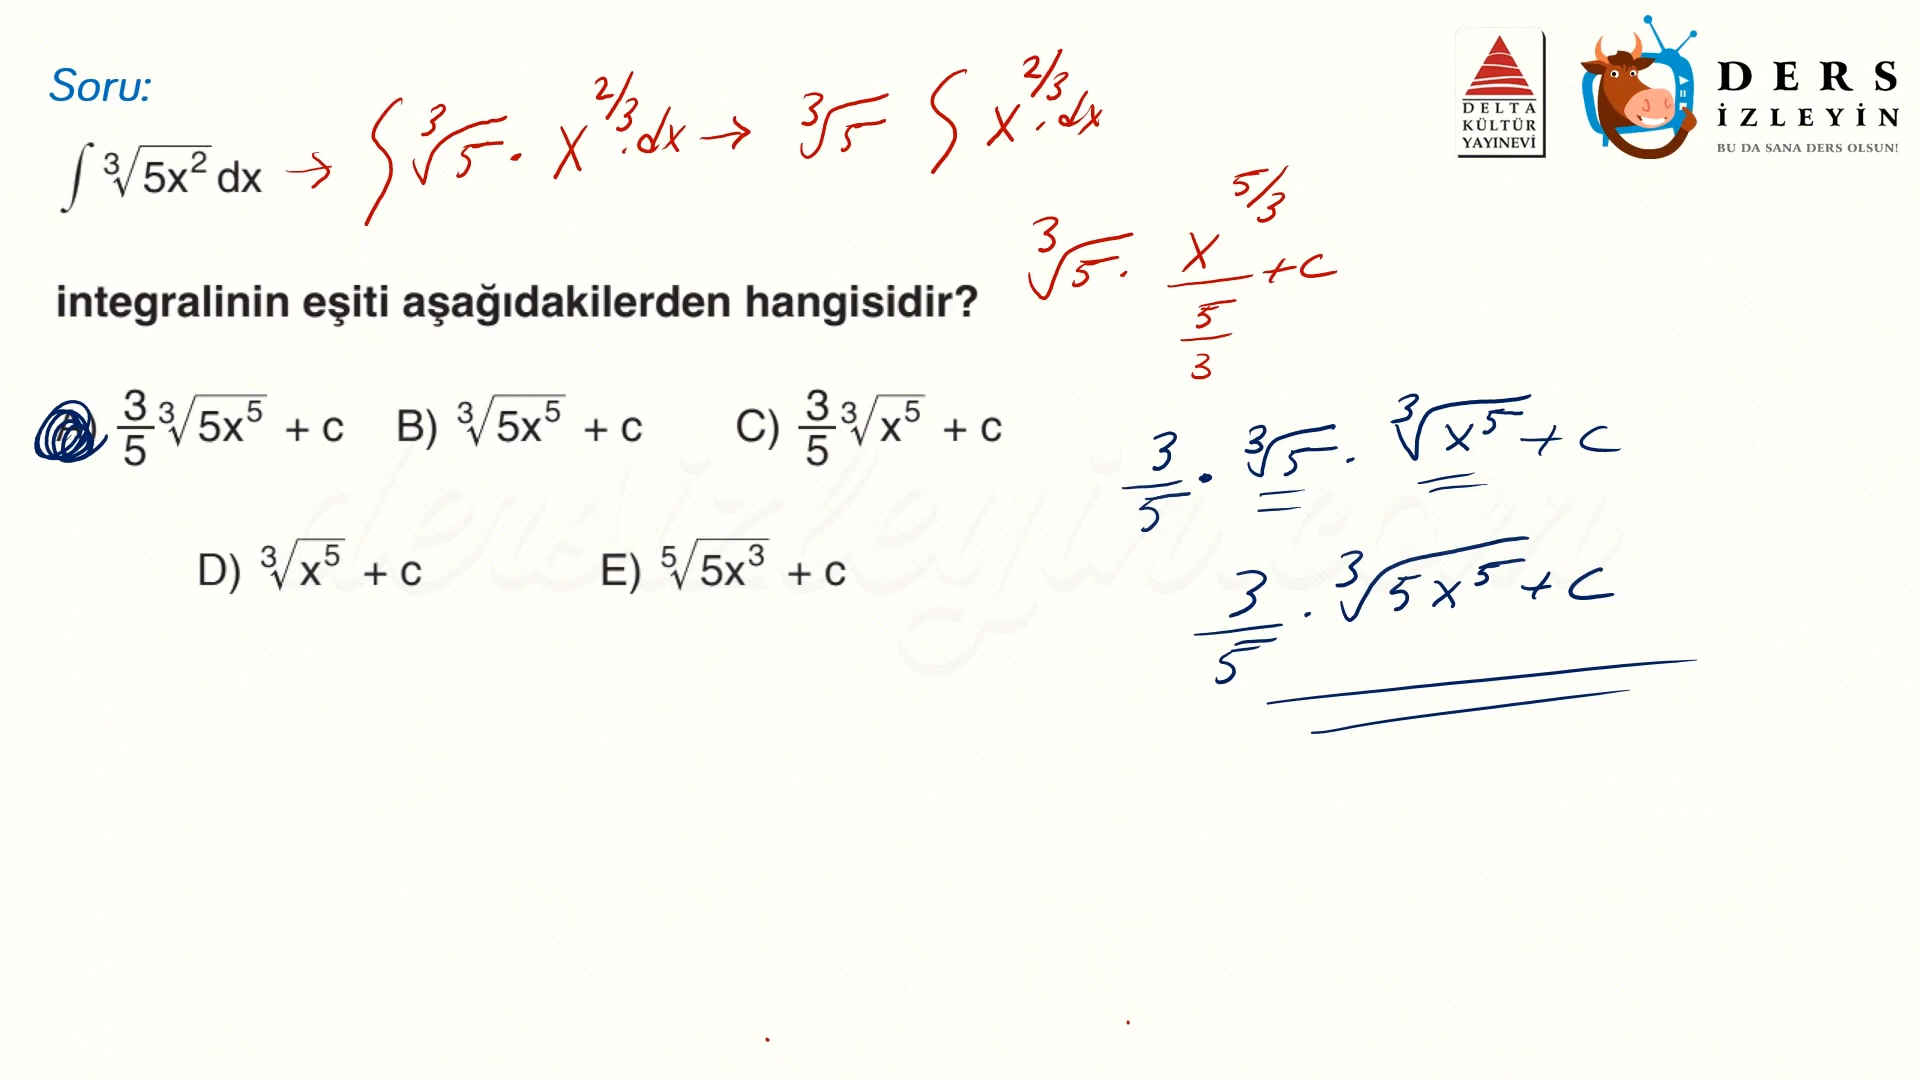 Soru:
∫ ∛5x² dx → ∫ ∛5 . x^2/3 . dx → ∛5 ∫ x^2/3 . dx
∛5 . x^5/3 / 5/3 + c
integralinin eşiti aşağıdakilerden hangisidir?
A) 3/5 ∛5x⁵ + c B) ∛5x⁵ + c C) 3/5 ∛x⁵ + c
D) ∛x⁵ + c E) ⁵√5x³ + c
3/5 . ∛5 . ∛x⁵ + c
3/5 . ∛5x⁵ + c
DELTA
KÜLTÜR
YAYINEVİ
DERS
İZLEYİN
BU DA SANA DERS OLSUN!
dersizleyin.com